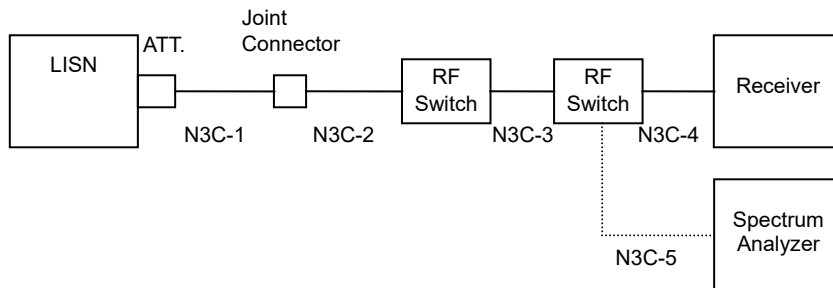 Joint
Connector
ATT.
LISN
RF
Switch
RF
Switch
Receiver
N3C-1
N3C-2
N3C-3
N3C-4
Spectrum
Analyzer
N3C-5